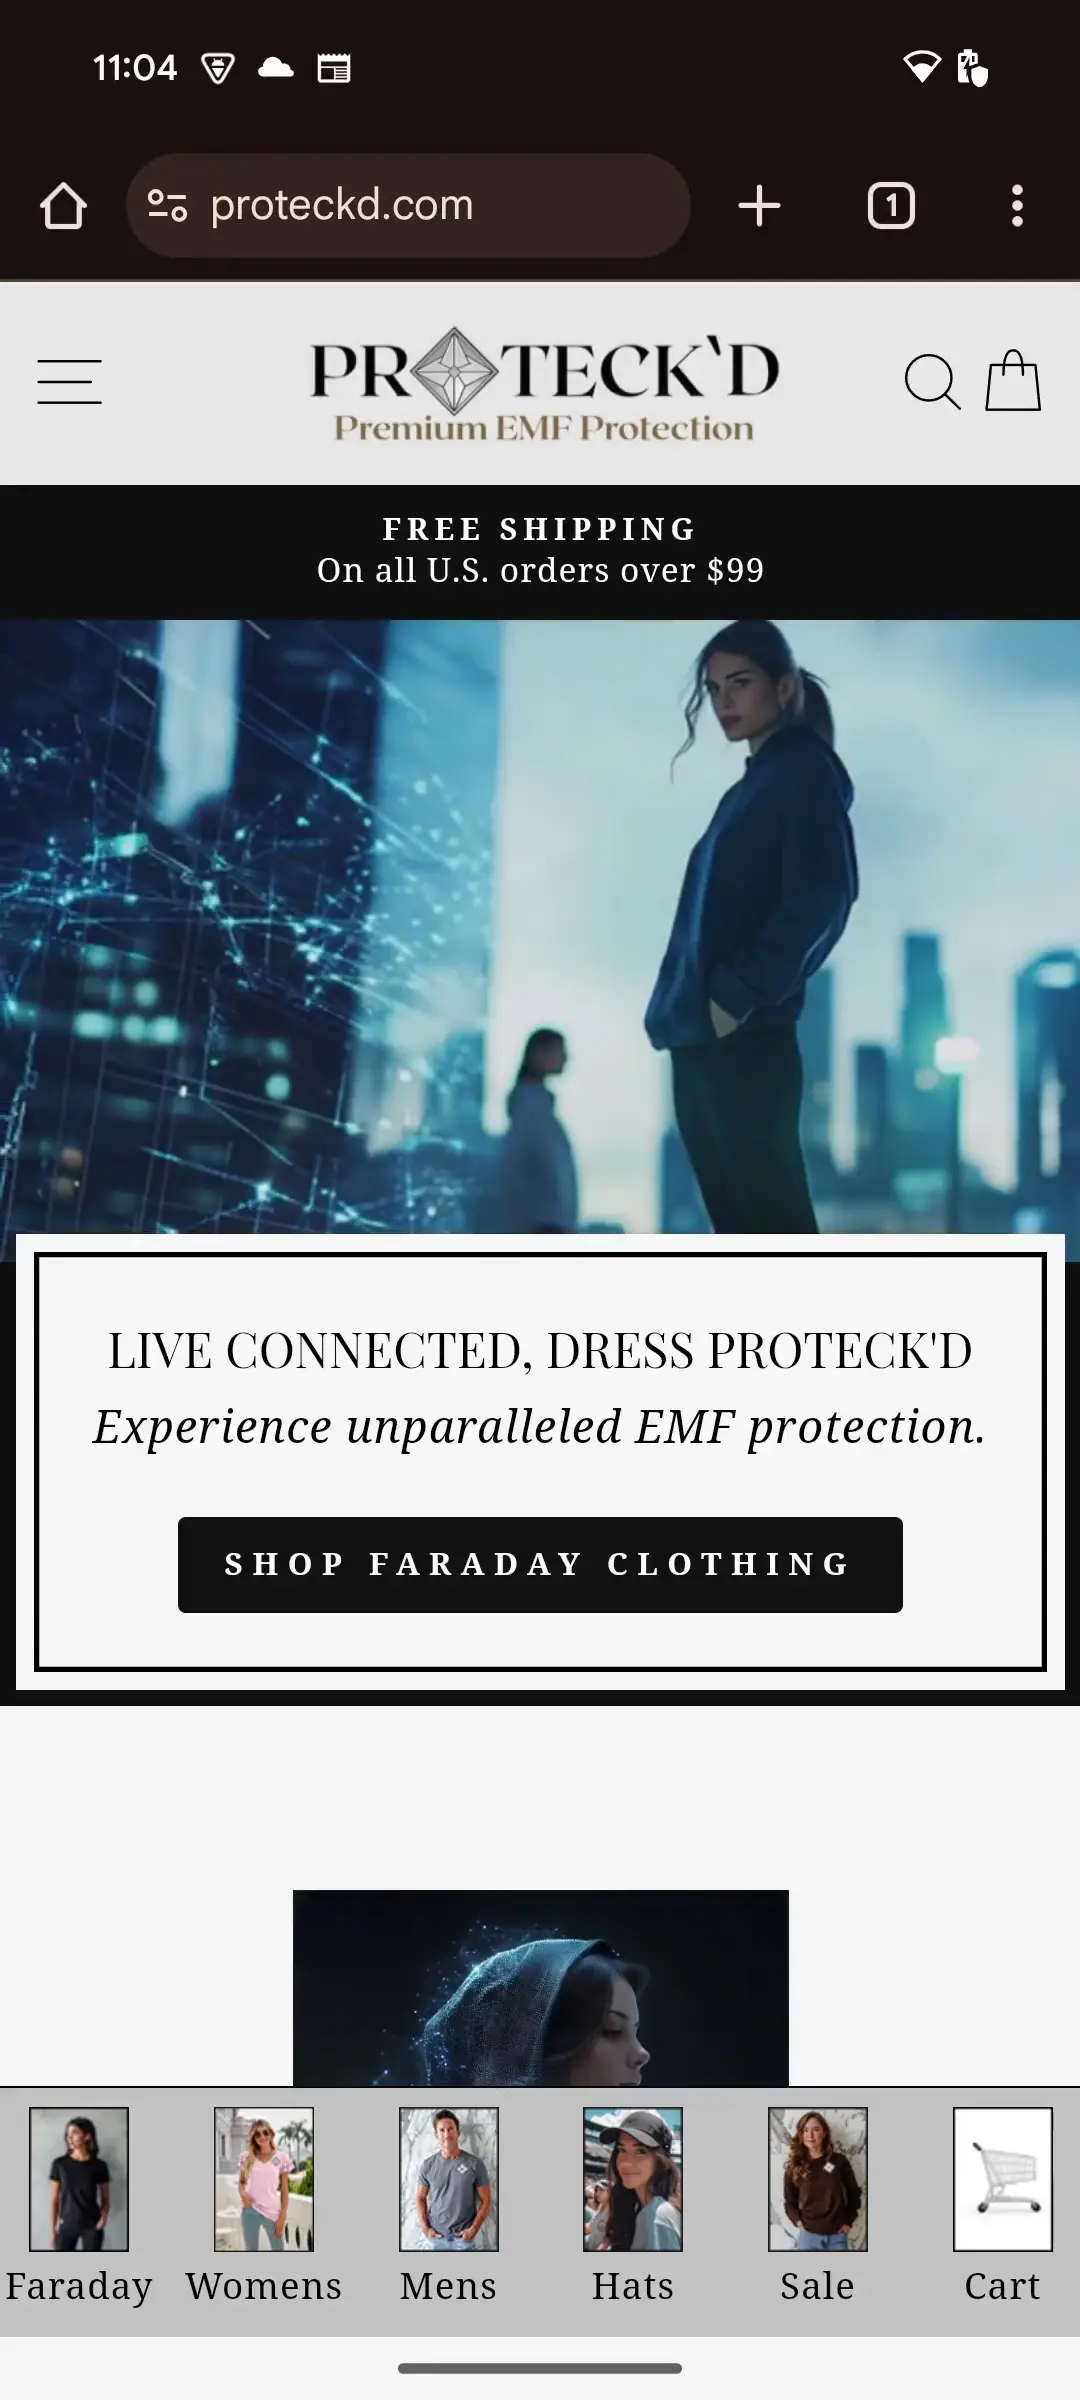 11:04
proteckd.com
1
PROTECK`D
Premium EMF Protection
FREE SHIPPING
On all U.S. orders over $99
LIVE CONNECTED, DRESS PROTECK'D
Experience unparalleled EMF protection.
SHOP FARADAY CLOTHING
Faraday Womens Mens Hats Sale Cart